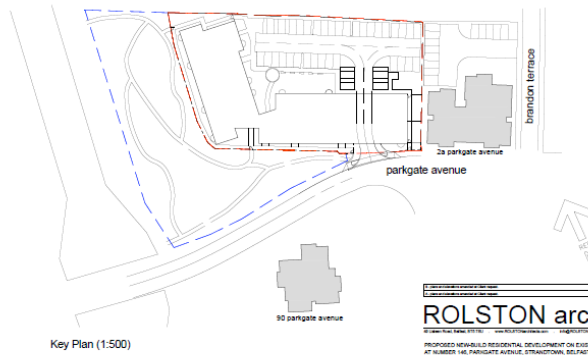 brandon terrace
2a parkgate avenue
parkgate avenue
90 parkgate avenue
Key Plan (1:500)
ROLSTON arc
PROPOSED NEW-BUILD RESIDENTIAL DEVELOPMENT ON EXIS
AT NUMBER 146, PARKGATE AVENUE, STRANDTOWN, BELFAST